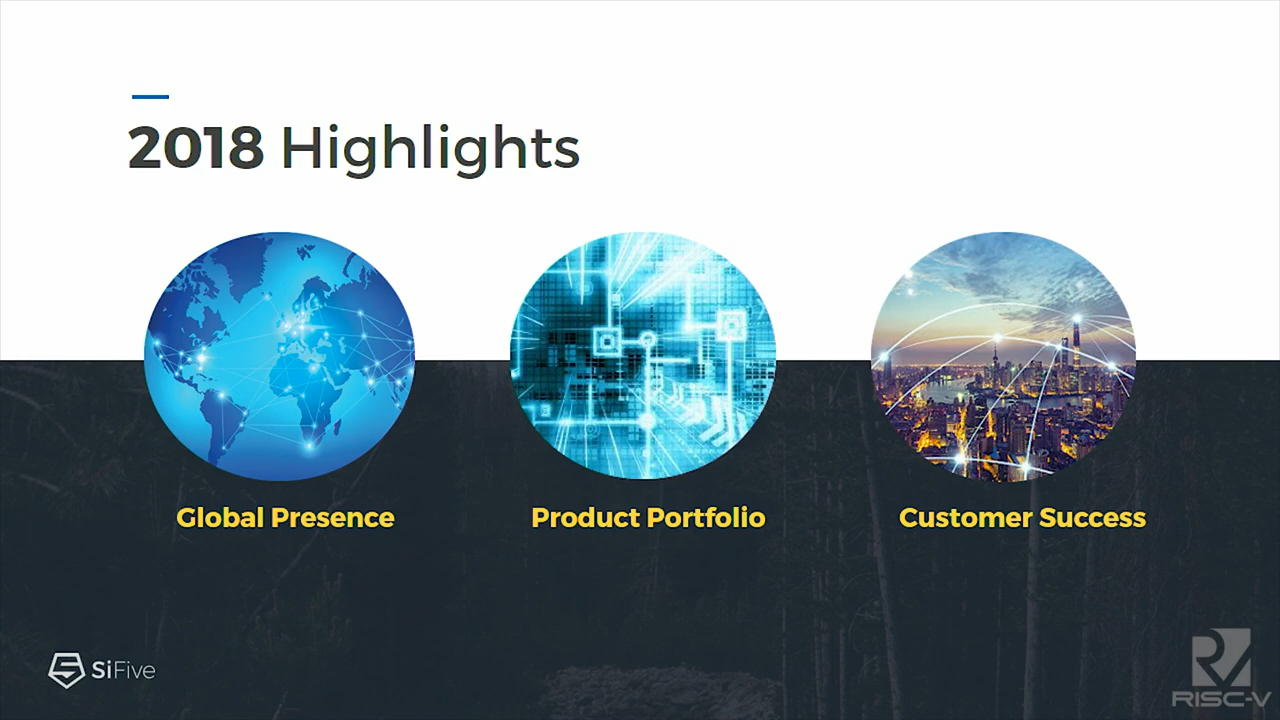 2018 Highlights
Global Presence
Product Portfolio
Customer Success
SiFive
RISC-V